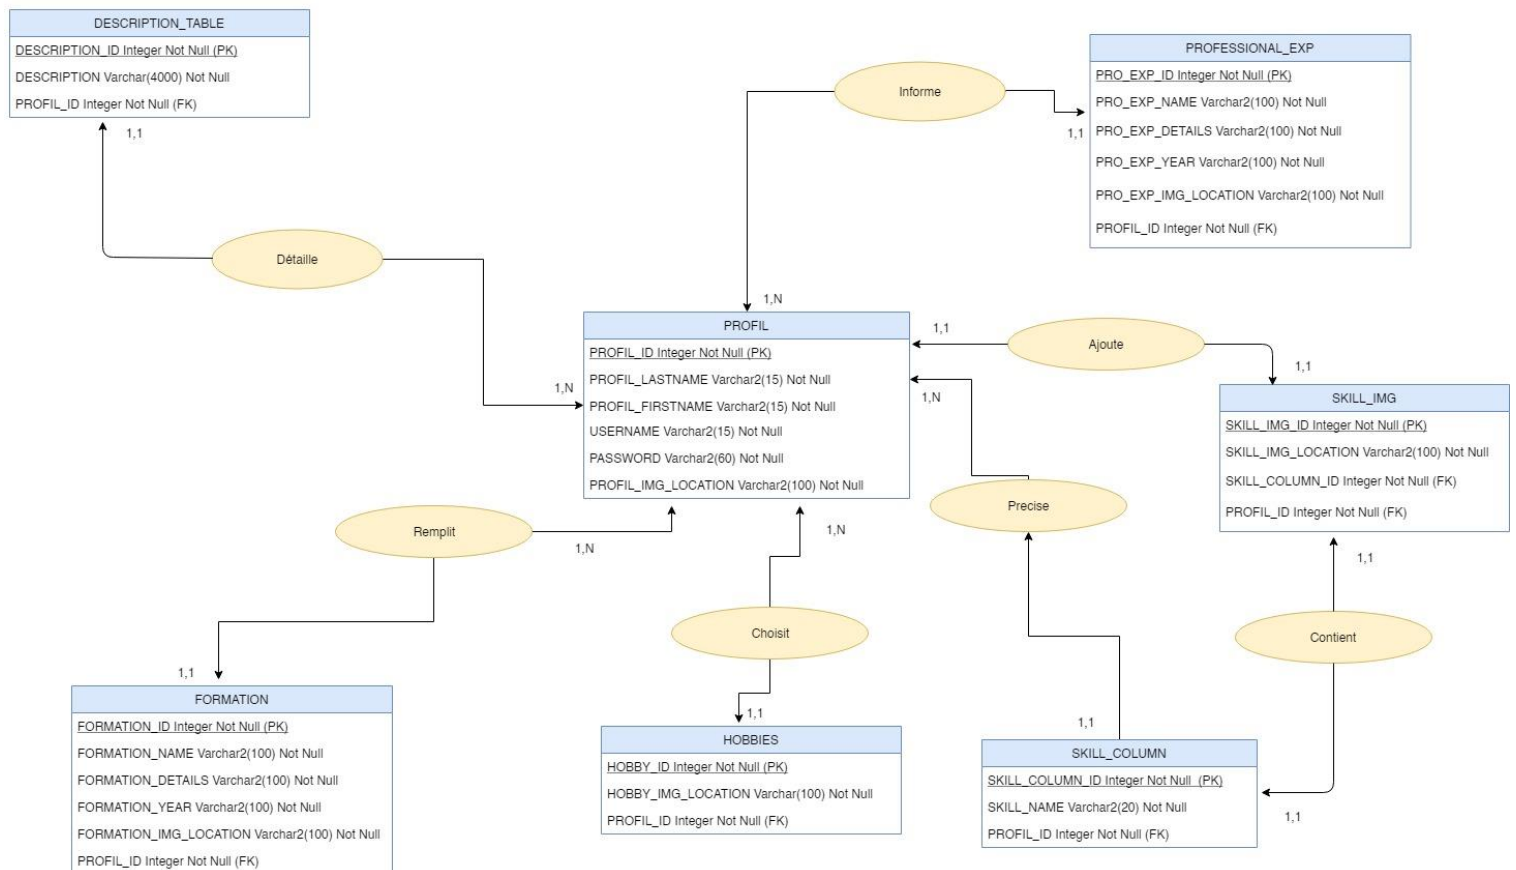 DESCRIPTION_TABLE
DESCRIPTION_ID Integer Not Null (PK)
DESCRIPTION Varchar(4000) Not Null
PROFIL_ID Integer Not Null (FK)
1,1
Informe
PROFESSIONAL_EXP
PRO_EXP_ID Integer Not Null (PK)
PRO_EXP_NAME Varchar2(100) Not Null
PRO_EXP_DETAILS Varchar2(100) Not Null
PRO_EXP_YEAR Varchar2(100) Not Null
PRO_EXP_IMG_LOCATION Varchar2(100) Not Null
PROFIL_ID Integer Not Null (FK)
1,1
Détaille
1,N
1,N
PROFIL
PROFIL_ID Integer Not Null (PK)
PROFIL_LASTNAME Varchar2(15) Not Null
PROFIL_FIRSTNAME Varchar2(15) Not Null
USERNAME Varchar2(15) Not Null
PASSWORD Varchar2(60) Not Null
PROFIL_IMG_LOCATION Varchar2(100) Not Null
1,1
Ajoute
1,1
1,N
SKILL_IMG
SKILL_IMG_ID Integer Not Null (PK)
SKILL_IMG_LOCATION Varchar2(100) Not Null
SKILL_COLUMN_ID Integer Not Null (FK)
PROFIL_ID Integer Not Null (FK)
Remplit
1,N
1,N
Precise
1,1
Choisit
Contient
1,1
FORMATION
FORMATION_ID Integer Not Null (PK)
FORMATION_NAME Varchar2(100) Not Null
FORMATION_DETAILS Varchar2(100) Not Null
FORMATION_YEAR Varchar2(100) Not Null
FORMATION_IMG_LOCATION Varchar2(100) Not Null
PROFIL_ID Integer Not Null (FK)
1,1
HOBBIES
HOBBY_ID Integer Not Null (PK)
HOBBY_IMG_LOCATION Varchar(100) Not Null
PROFIL_ID Integer Not Null (FK)
1,1
SKILL_COLUMN
SKILL_COLUMN_ID Integer Not Null (PK)
SKILL_NAME Varchar2(20) Not Null
PROFIL_ID Integer Not Null (FK)
1,1